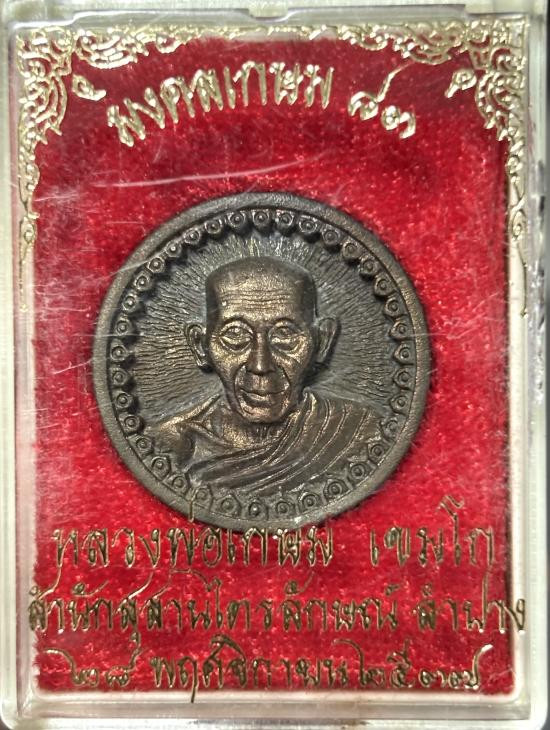 มงคลเกษม ๘๓
หลวงพ่อเกษม เขมโก
สำนักสุสานไตรลักษณ์ ลำปาง
๒๘ พฤศจิกายน ๒๕๓๗